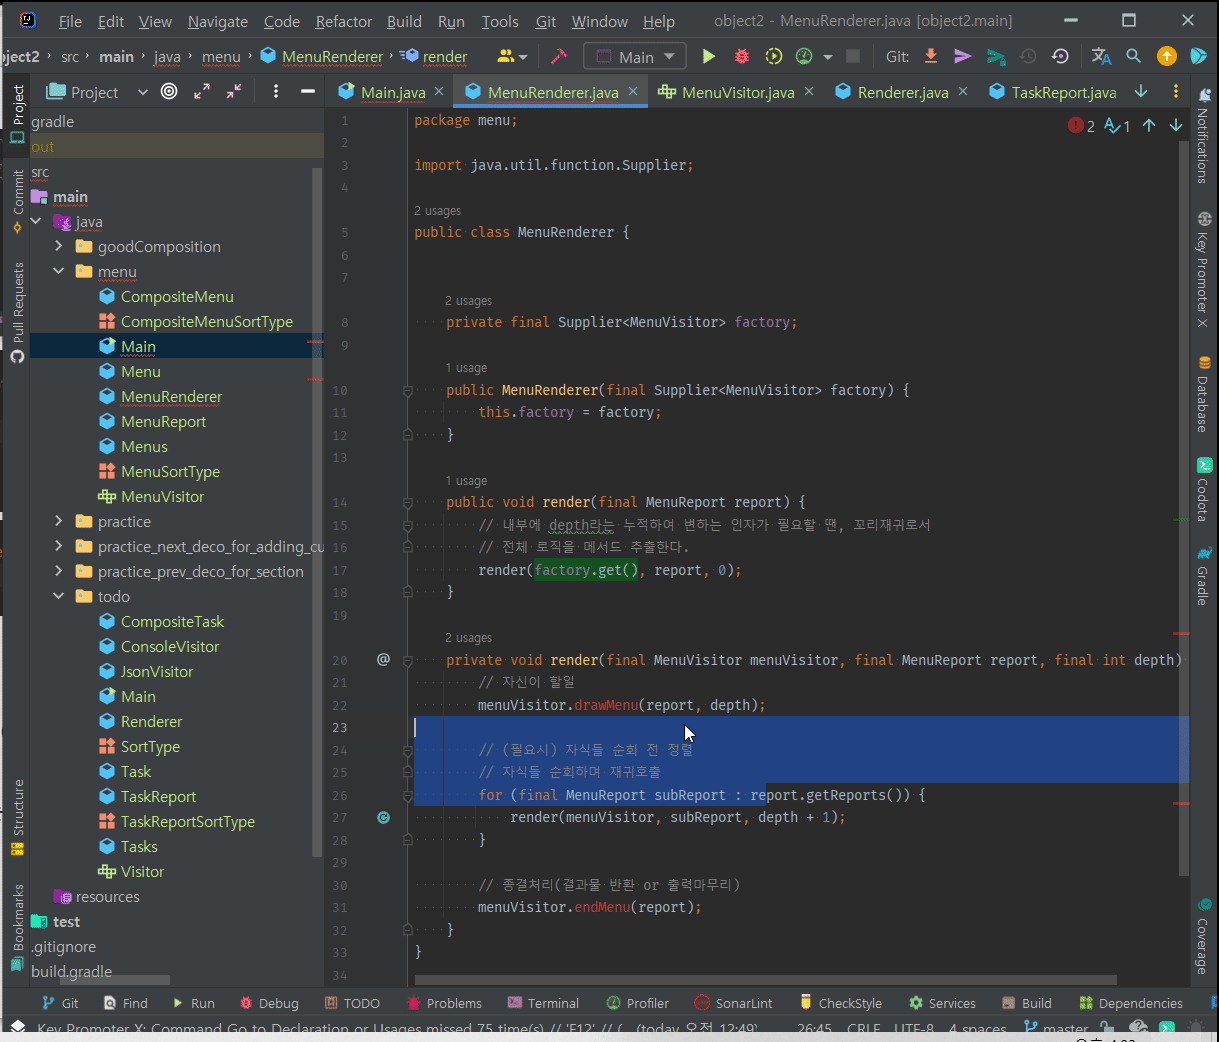 File Edit View Navigate Code Refactor Build Run Tools Git Window Help object2 - MenuRenderer.java [object2.main]
ject2 src main java menu MenuRenderer render Main Git:
Project
Main.java MenuRenderer.java MenuVisitor.java Renderer.java TaskReport.java
Project
Commit
Pull Requests
Structure
Bookmarks
gradle
out
src
main
java
goodComposition
menu
CompositeMenu
CompositeMenuSortType
Main
Menu
MenuRenderer
MenuReport
Menus
MenuSortType
MenuVisitor
practice
practice_next_deco_for_adding_cu
practice_prev_deco_for_section
todo
CompositeTask
ConsoleVisitor
JsonVisitor
Main
Renderer
SortType
Task
TaskReport
TaskReportSortType
Tasks
Visitor
resources
test
.gitignore
build.gradle
2 1
1 package menu;
2
3 import java.util.function.Supplier;
4
2 usages
5 public class MenuRenderer {
6
7
2 usages
8 private final Supplier<MenuVisitor> factory;
9
1 usage
10 public MenuRenderer(final Supplier<MenuVisitor> factory) {
11 this.factory = factory;
12 }
13
1 usage
14 public void render(final MenuReport report) {
15 // 내부에 depth라는 누적하여 변하는 인자가 필요할 땐, 꼬리재귀로서
16 // 전체 로직을 메서드 추출한다.
17 render(factory.get(), report, 0);
18 }
19
2 usages
20 @ private void render(final MenuVisitor menuVisitor, final MenuReport report, final int depth)
21 // 자신이 할일
22 menuVisitor.drawMenu(report, depth);
23
24 // (필요시) 자식들 순회 전 정렬
25 // 자식들 순회하며 재귀호출
26 for (final MenuReport subReport : report.getReports()) {
27 render(menuVisitor, subReport, depth + 1);
28 }
29
30 // 종결처리(결과물 반환 or 출력마무리)
31 menuVisitor.endMenu(report);
32 }
33 }
34
Notifications
Key Promoter X
Database
Codota
Gradle
Coverage
Git Find Run Debug TODO Problems Terminal Profiler SonarLint CheckStyle Services Build Dependencies
Key Promoter X: Command Go to Declaration or Usages missed 75 time(s) // 'F12' // (... (today 오전 12:49) 26:45 CRLF UTF-8 4 spaces master